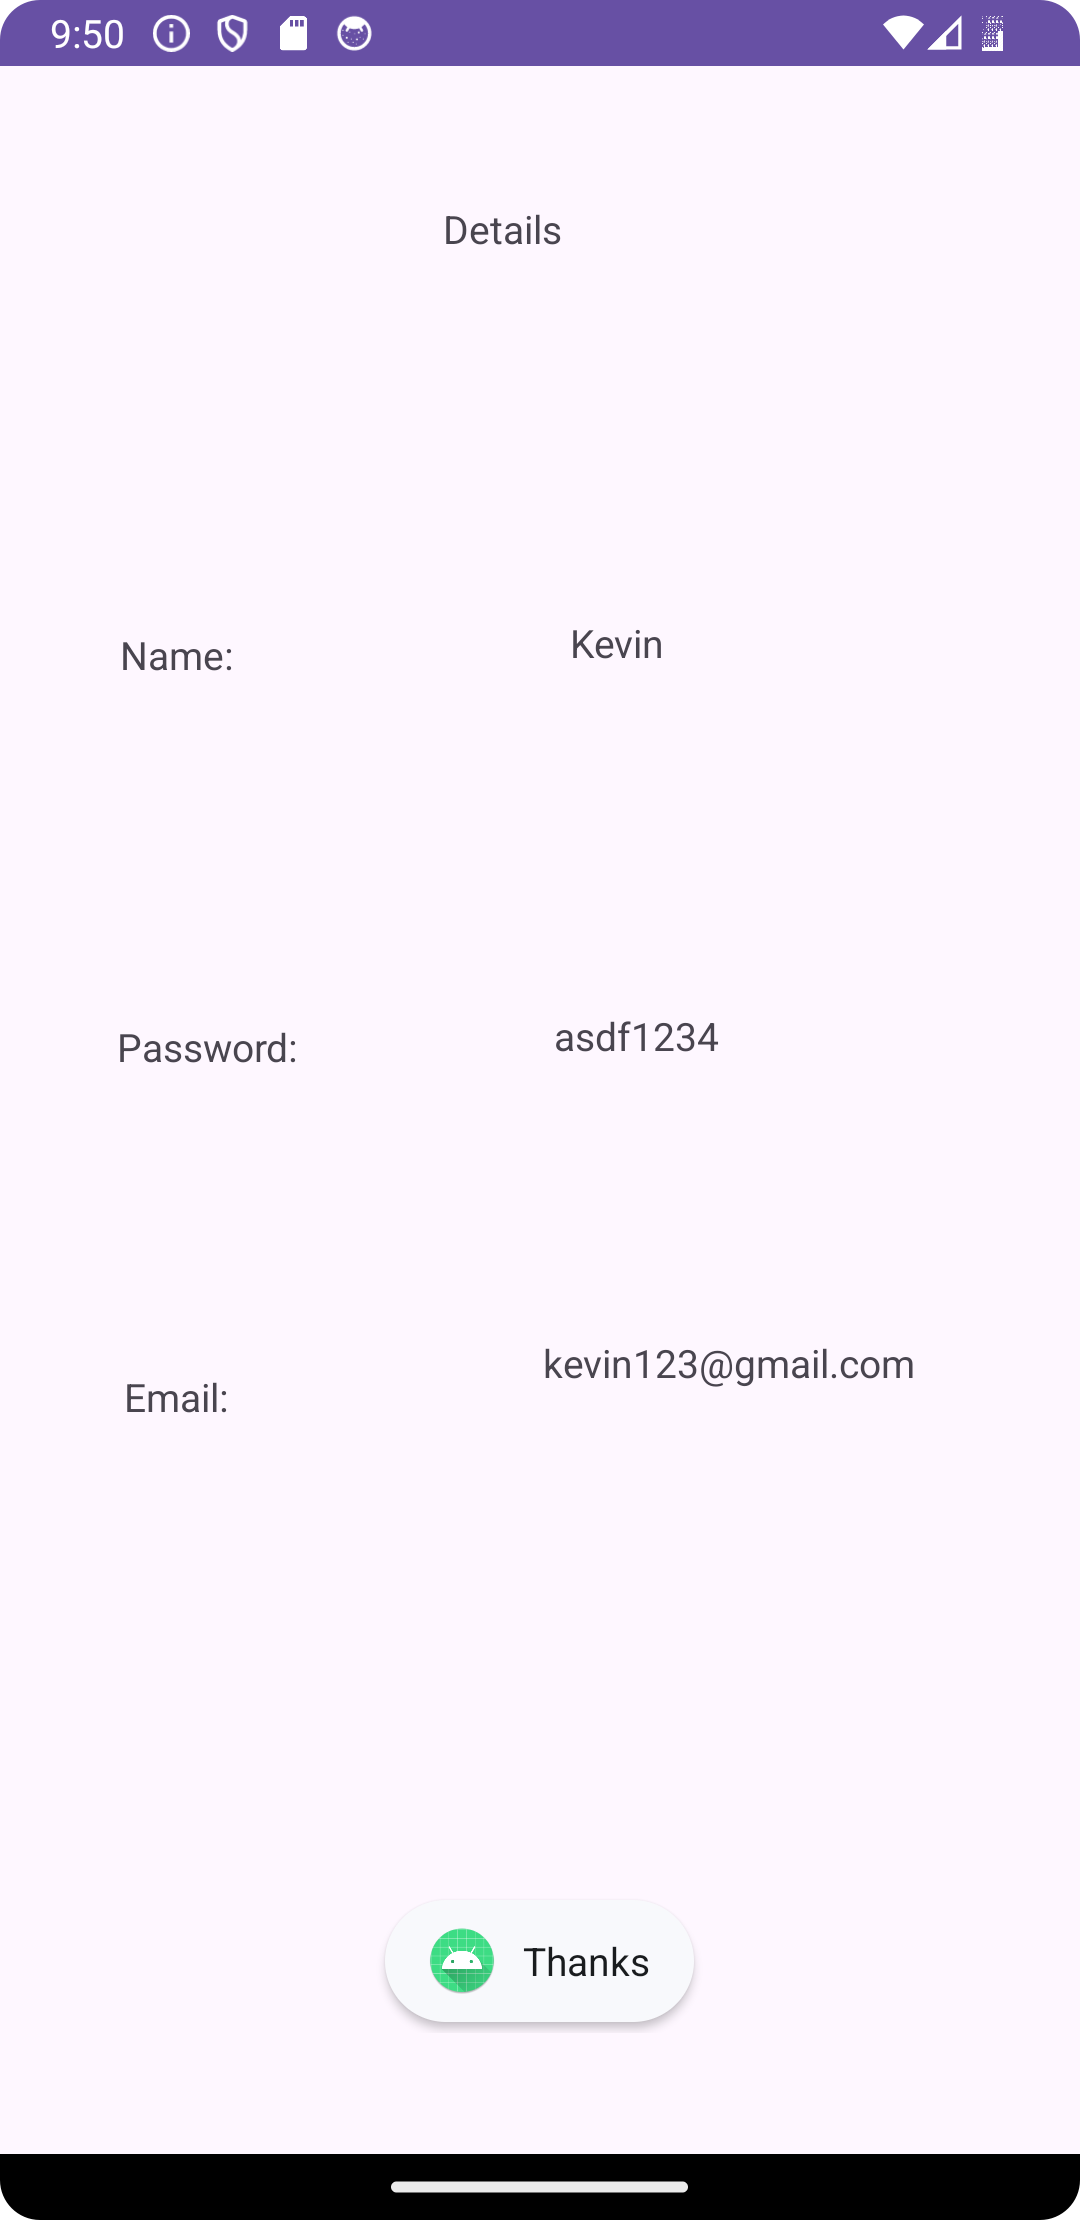 9:50
Details
Name: Kevin
Password: asdf1234
Email: kevin123@gmail.com
Thanks